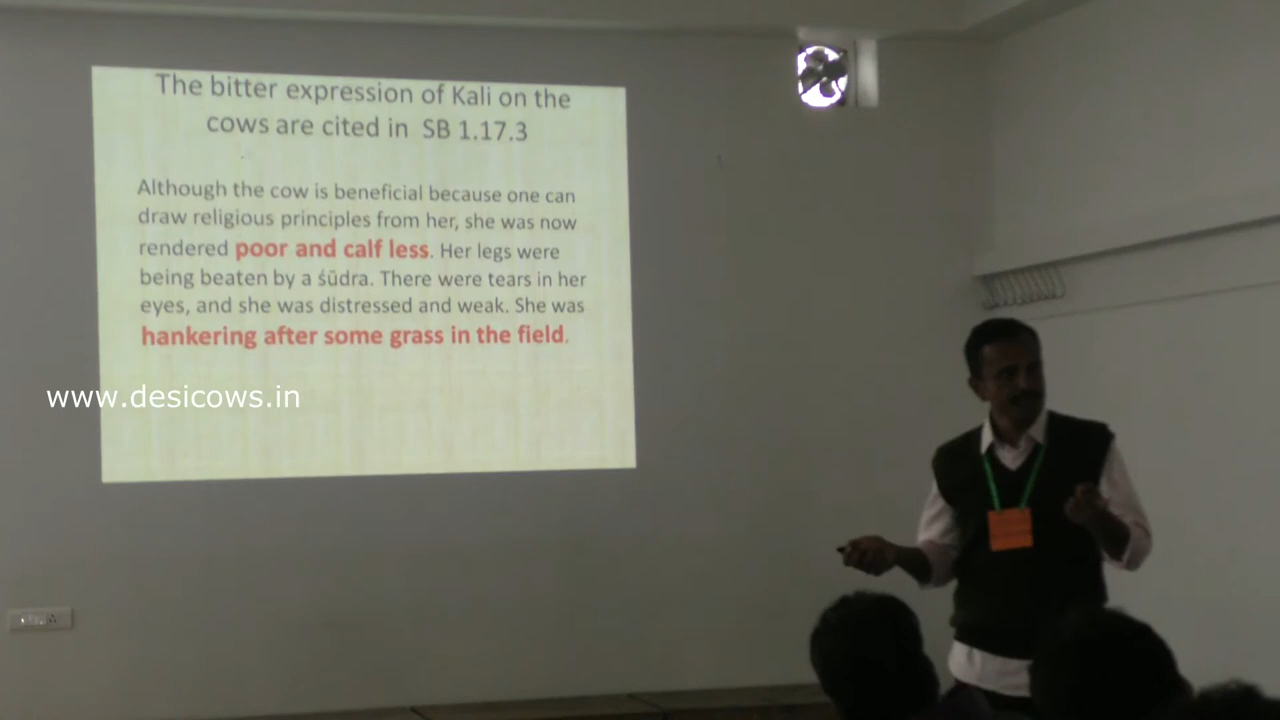 The bitter expression of Kali on the
cows are cited in SB 1.17.3
Although the cow is beneficial because one can
draw religious principles from her, she was now
rendered poor and calf less. Her legs were
being beaten by a śūdra. There were tears in her
eyes, and she was distressed and weak. She was
hankering after some grass in the field.
www.desicows.in